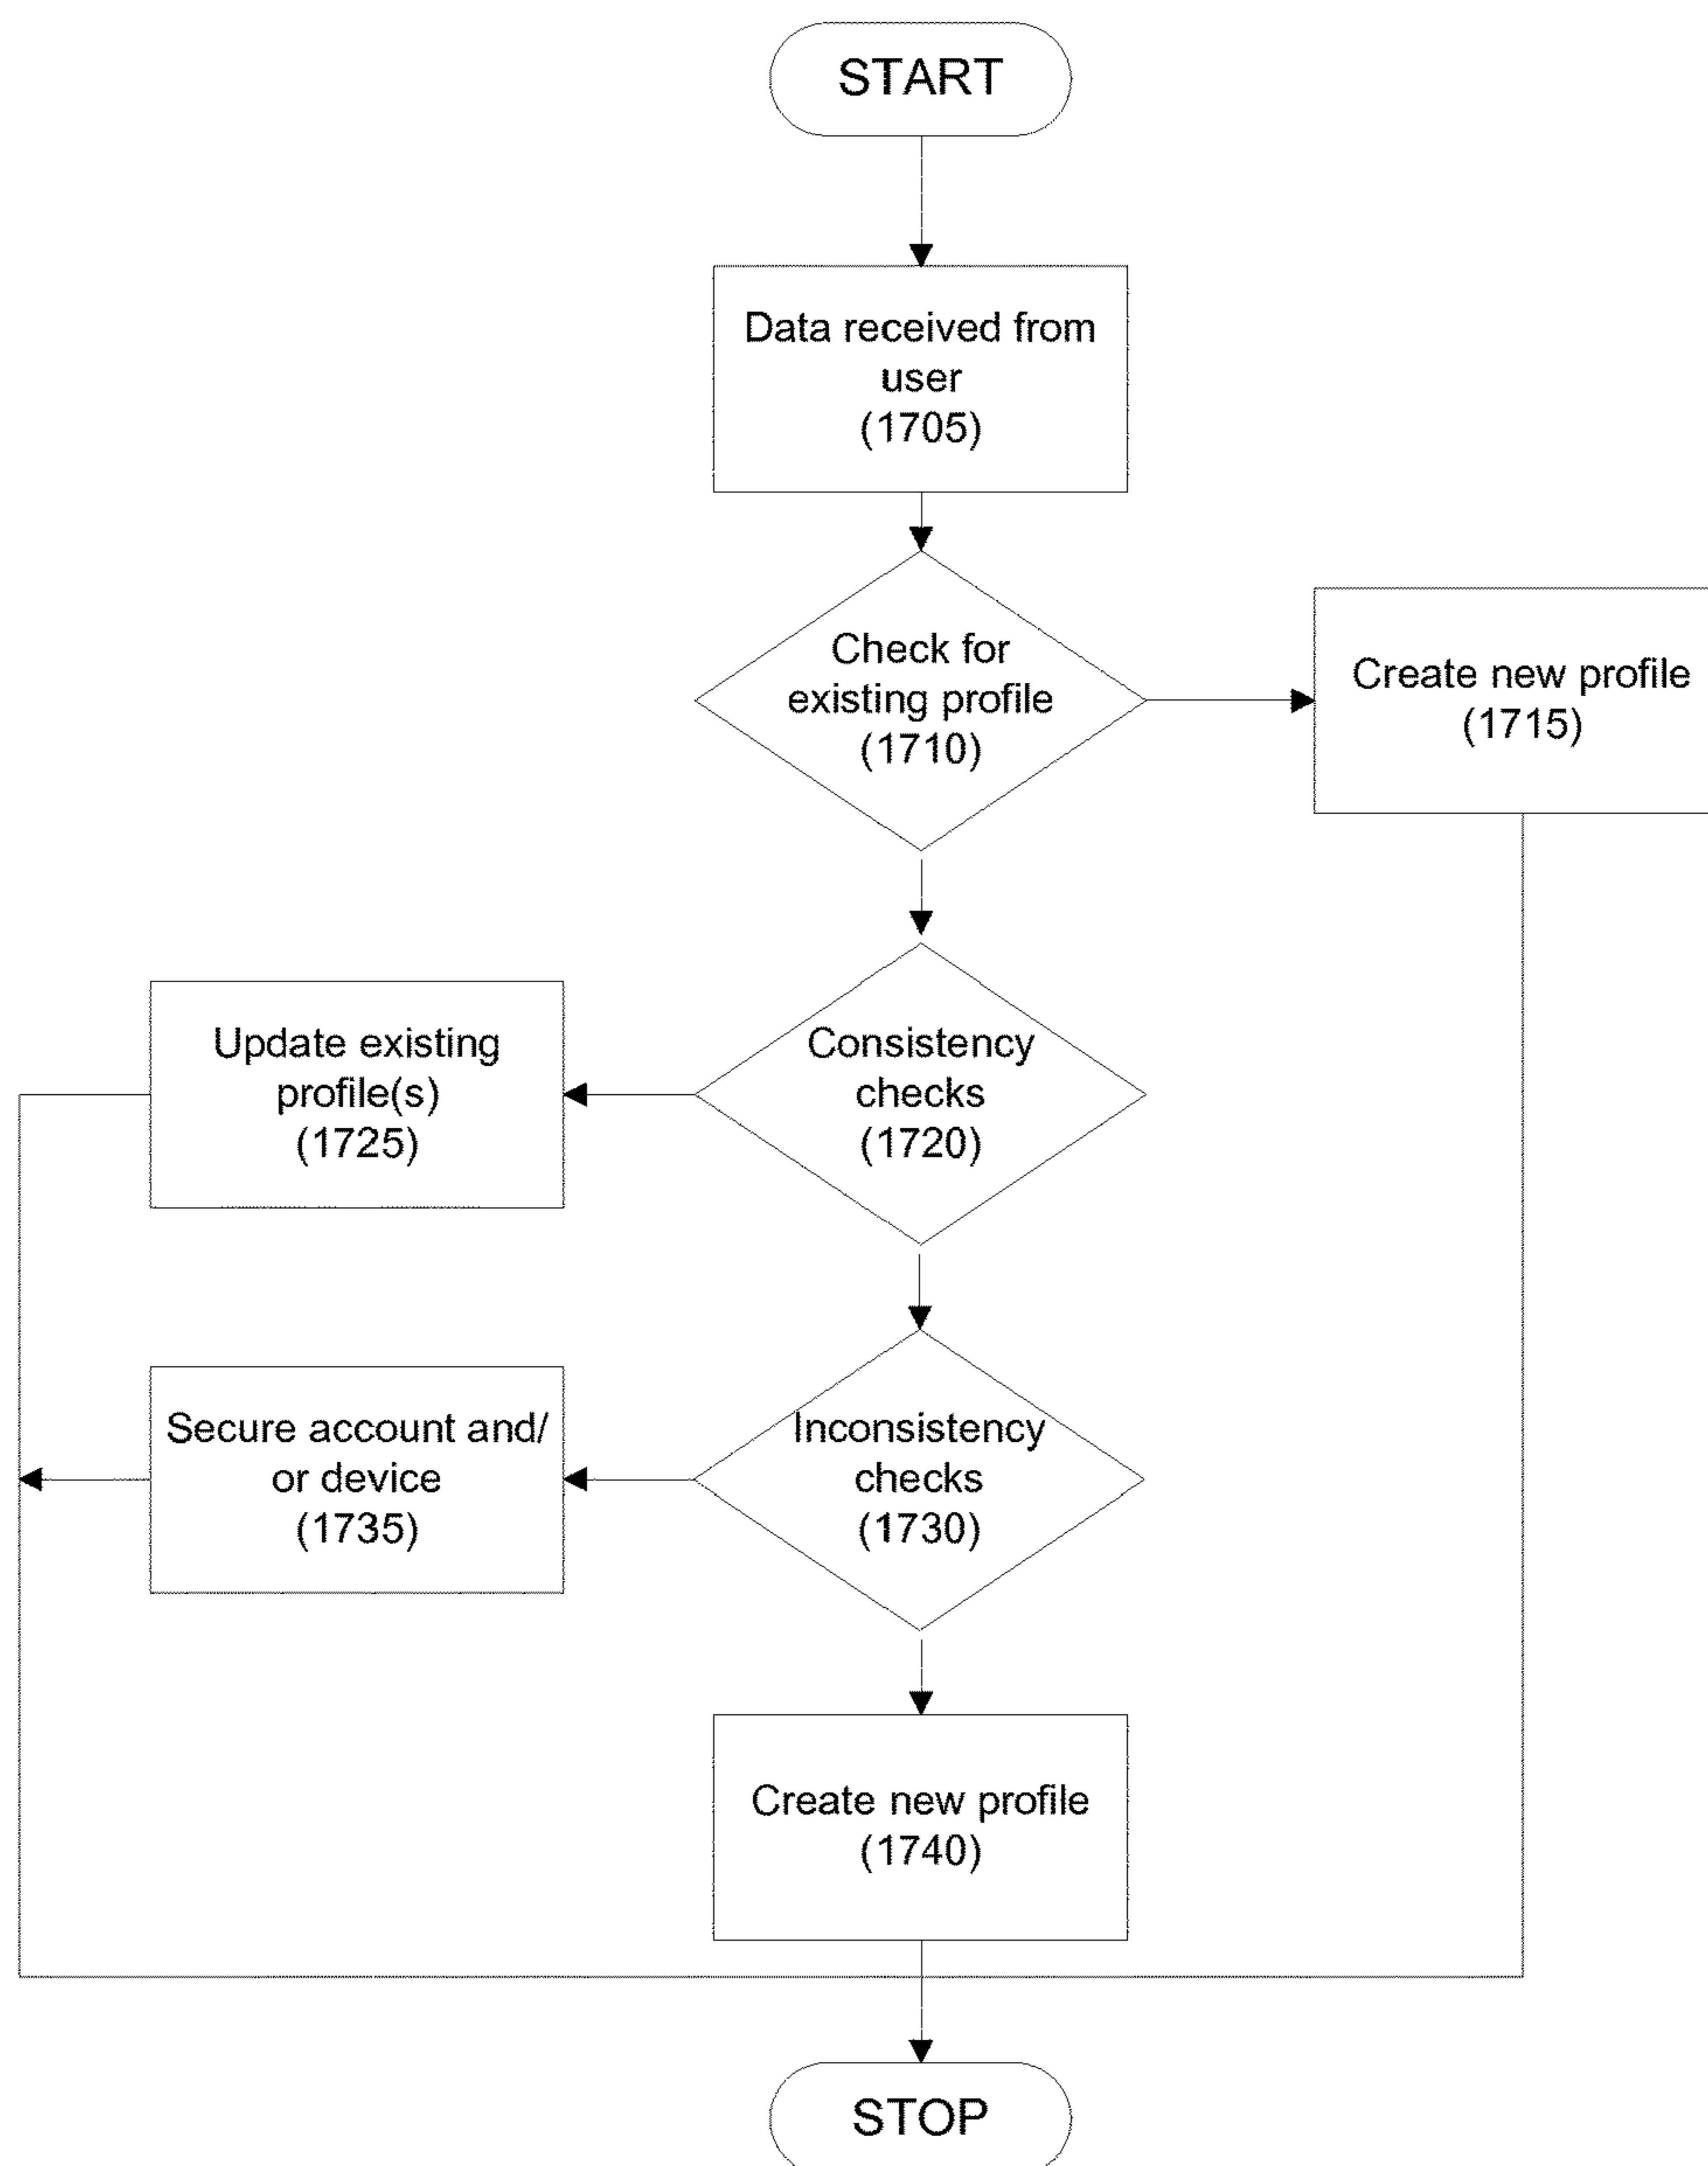 START
Data received from
user
(1705)
Check for
existing profile
(1710)
Create new profile
(1715)
Consistency
checks
(1720)
Update existing
profile(s)
(1725)
Inconsistency
checks
(1730)
Secure account and/
or device
(1735)
Create new profile
(1740)
STOP